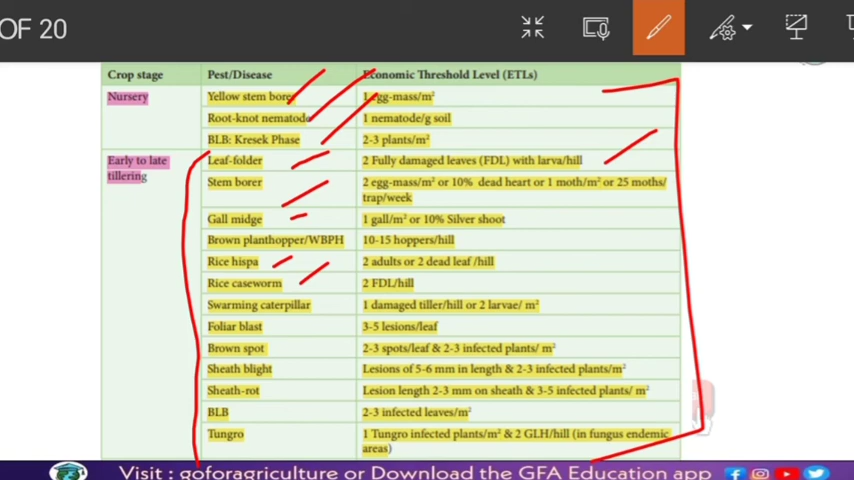 OF 20
Crop stage Pest/Disease Economic Threshold Level (ETLs)
Nursery Yellow stem borer 1 egg-mass/m²
Root-knot nematode 1 nematode/g soil
BLB: Kresek Phase 2-3 plants/m²
Early to late tillering Leaf-folder 2 Fully damaged leaves (FDL) with larva/hill
Stem borer 2 egg-mass/m² or 10% dead heart or 1 moth/m² or 25 moths/
trap/week
Gall midge 1 gall/m² or 10% Silver shoot
Brown planthopper/WBPH 10-15 hoppers/hill
Rice hispa 2 adults or 2 dead leaf /hill
Rice caseworm 2 FDL/hill
Swarming caterpillar 1 damaged tiller/hill or 2 larvae/ m²
Foliar blast 3-5 lesions/leaf
Brown spot 2-3 spots/leaf & 2-3 infected plants/ m²
Sheath blight Lesions of 5-6 mm in length & 2-3 infected plants/m²
Sheath-rot Lesion length 2-3 mm on sheath & 3-5 infected plants/ m²
BLB 2-3 infected leaves/m²
Tungro 1 Tungro infected plants/m² & 2 GLH/hill (in fungus endemic
areas)
Visit : goforagriculture or Download the GFA Education app